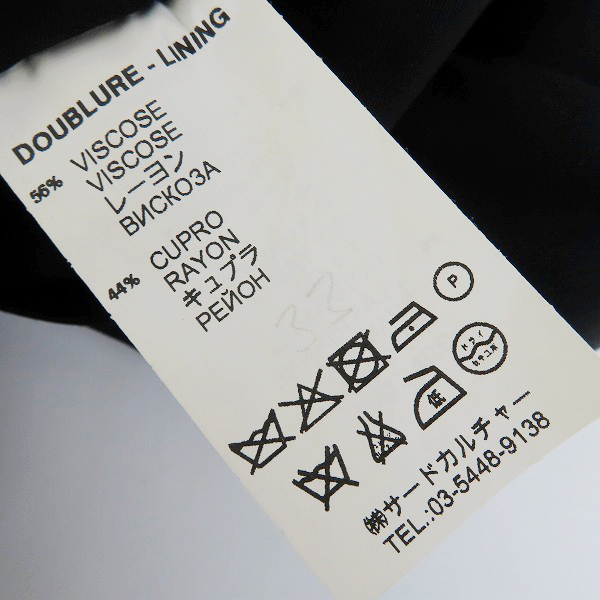 DOUBLURE - LINING
56% VISCOSE
VISCOSE
レーヨン
ВИСКОЗА
44% CUPRO
RAYON
キュプラ
РЕЙОН
33
P
ドライ
セキユ系
低
㈱サードカルチャー
TEL.:03-5448-9138